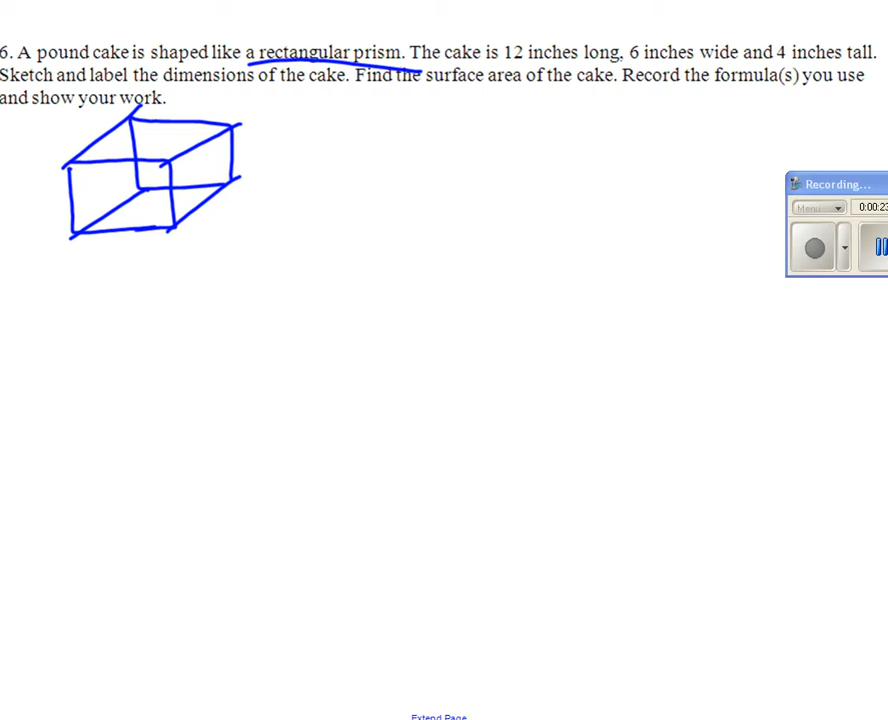 6. A pound cake is shaped like a rectangular prism. The cake is 12 inches long, 6 inches wide and 4 inches tall.
Sketch and label the dimensions of the cake. Find the surface area of the cake. Record the formula(s) you use
and show your work.
Recording...
Menu
0:00:23
Extend Page